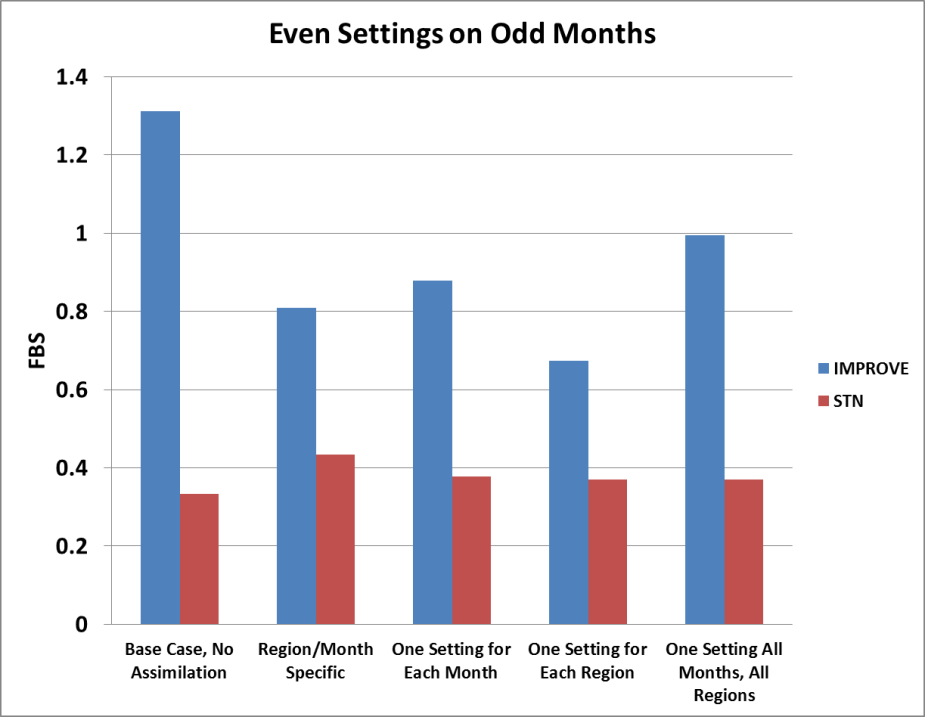 Even Settings on Odd Months
1.4
1.2
1
0.8
0.6
0.4
0.2
0
FBS
IMPROVE
STN
Base Case, No
Assimilation
Region/Month
Specific
One Setting for
Each Month
One Setting for
Each Region
One Setting All
Months, All
Regions